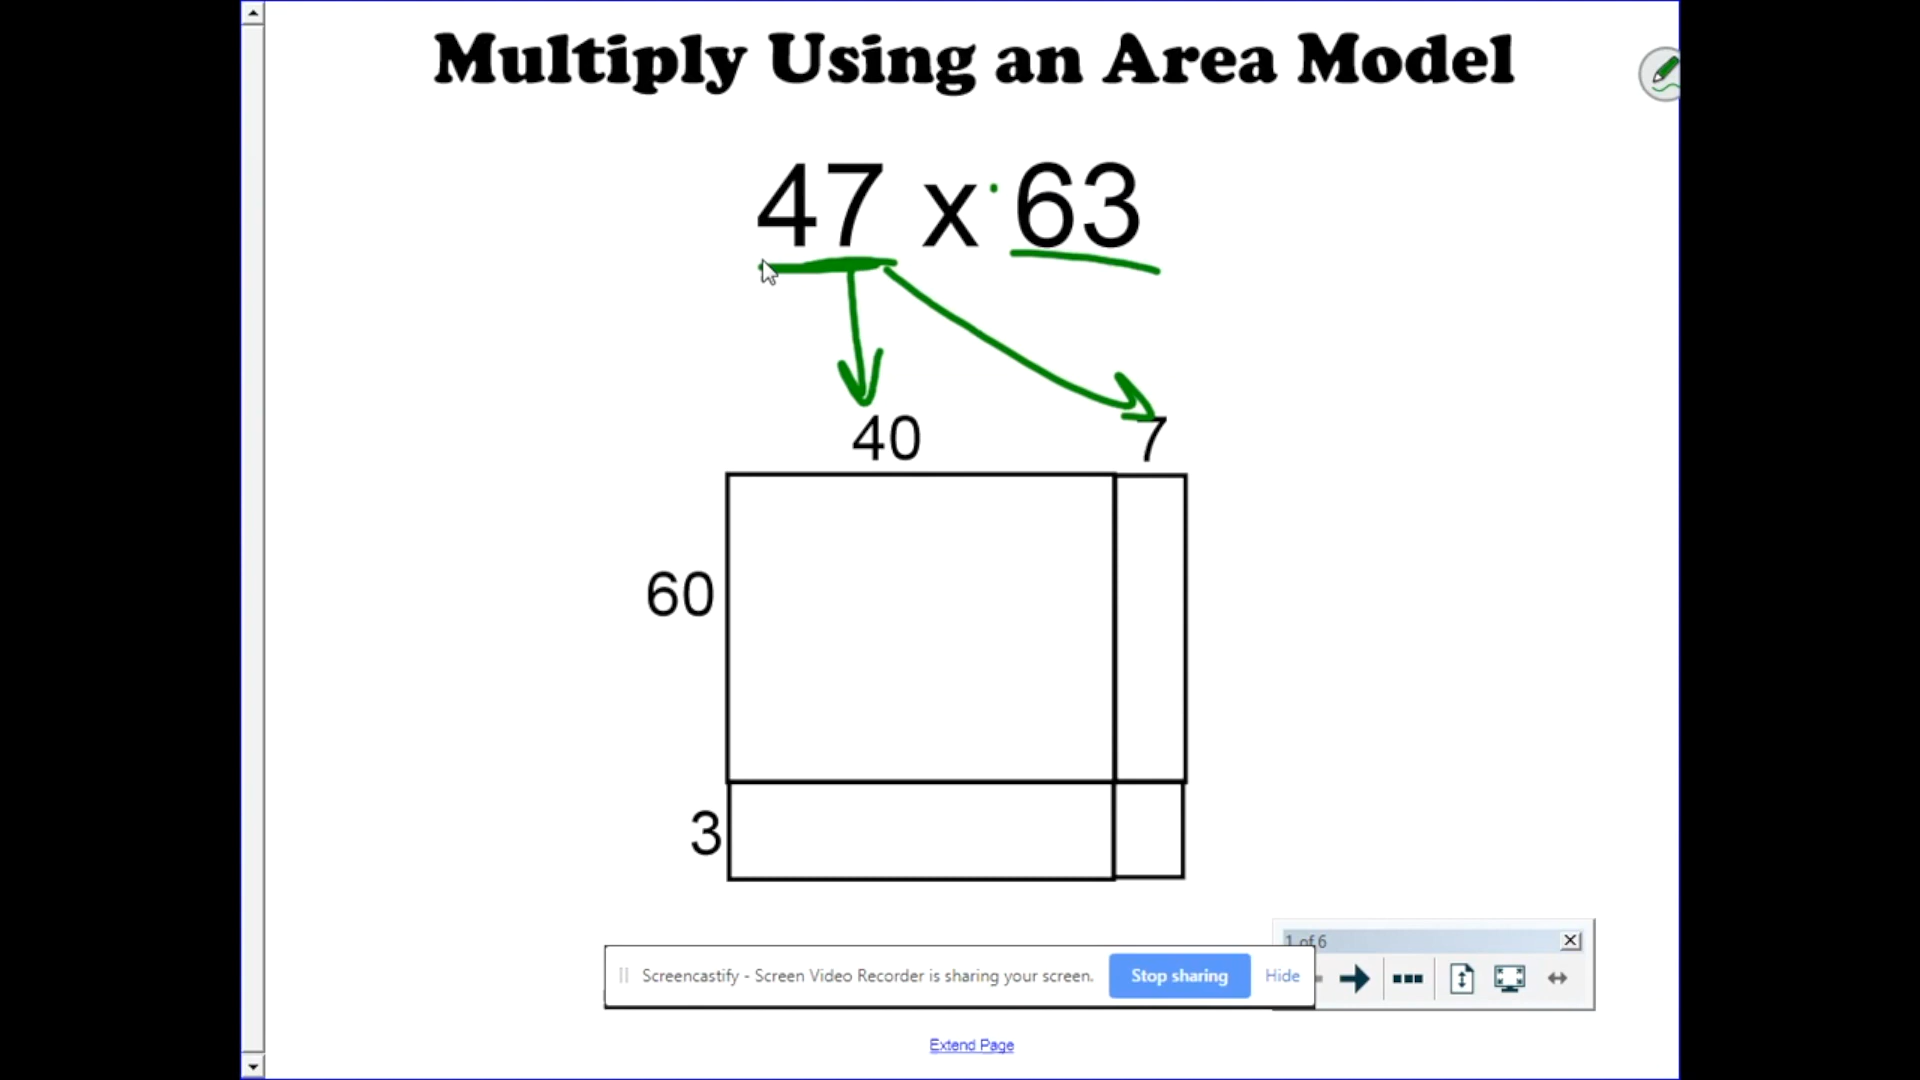 Multiply Using an Area Model
47 x 63
40 7
60
3
1 of 6
Screencastify - Screen Video Recorder is sharing your screen. Stop sharing Hide
Extend Page